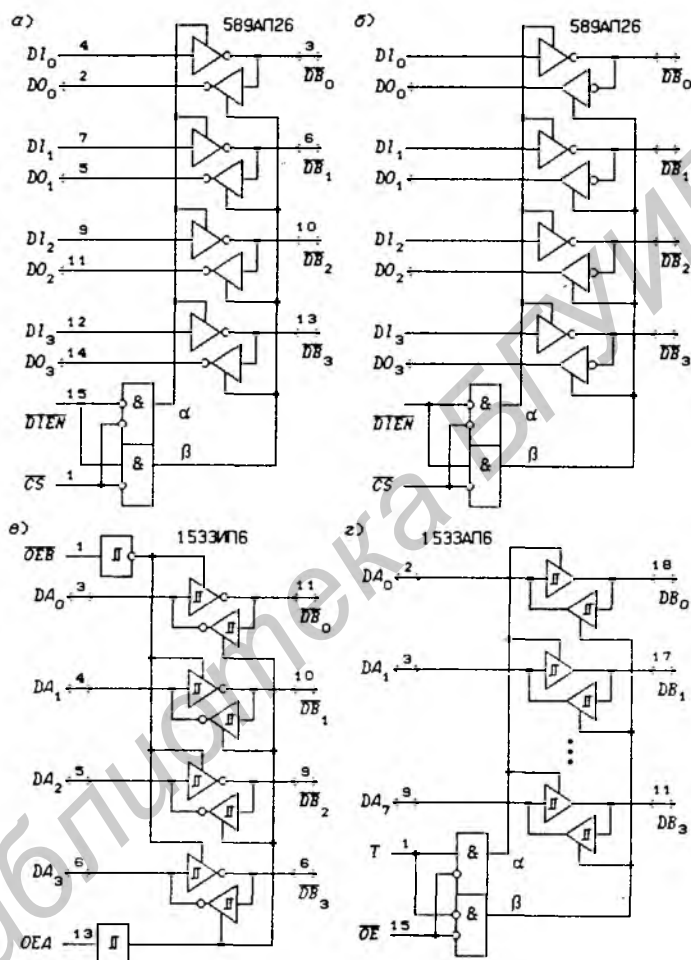 а) 589АП26
DI0 4 3 DB0
DO0 2
DI1 7 6 DB1
DO1 5
DI2 9 10 DB2
DO2 11
DI3 12 13 DB3
DO3 14
DIEN 15 & α
CS 1 & β
б) 589АП26
DI0 DB0
DO0
DI1 DB1
DO1
DI2 DB2
DO2
DI3 DB3
DO3
DIEN & α
CS & β
в) 1533ИП6
OEB 1
DA0 3 11 DB0
DA1 4 10 DB1
DA2 5 9 DB2
DA3 6 6 DB3
OEA 13
г) 1533АП6
DA0 2 18 DB0
DA1 3 17 DB1
DA7 9 11 DB3
T 1 & α
OE 15 & β
Библиотека БГУИР